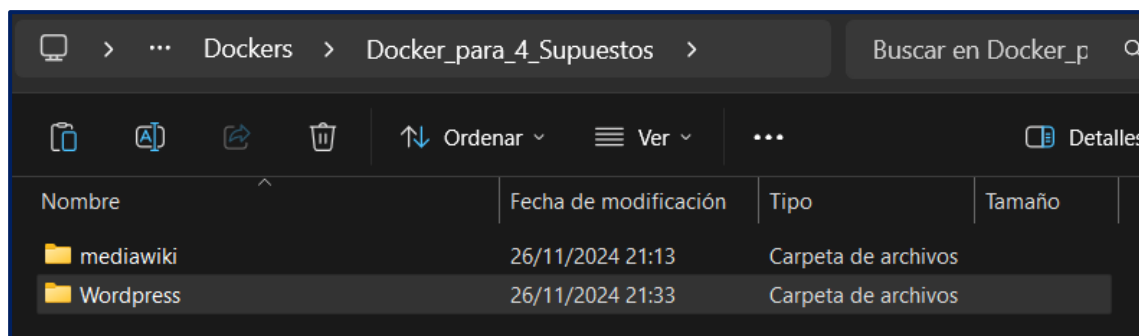 > ... Dockers > Docker_para_4_Supuestos > Buscar en Docker_p
Ordenar Ver ... Detalles
Nombre Fecha de modificación Tipo Tamaño
mediawiki 26/11/2024 21:13 Carpeta de archivos
Wordpress 26/11/2024 21:33 Carpeta de archivos